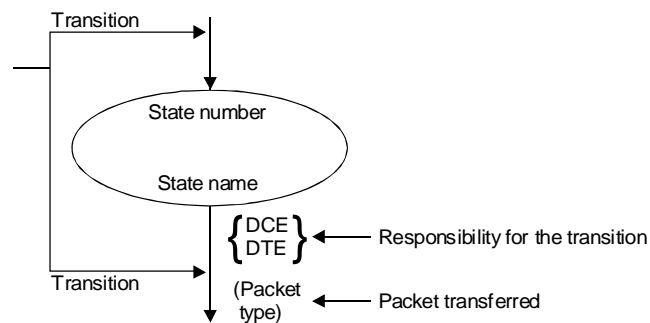 Transition
State number
State name
DCE
DTE
Responsibility for the transition
Transition
(Packet
type)
Packet transferred